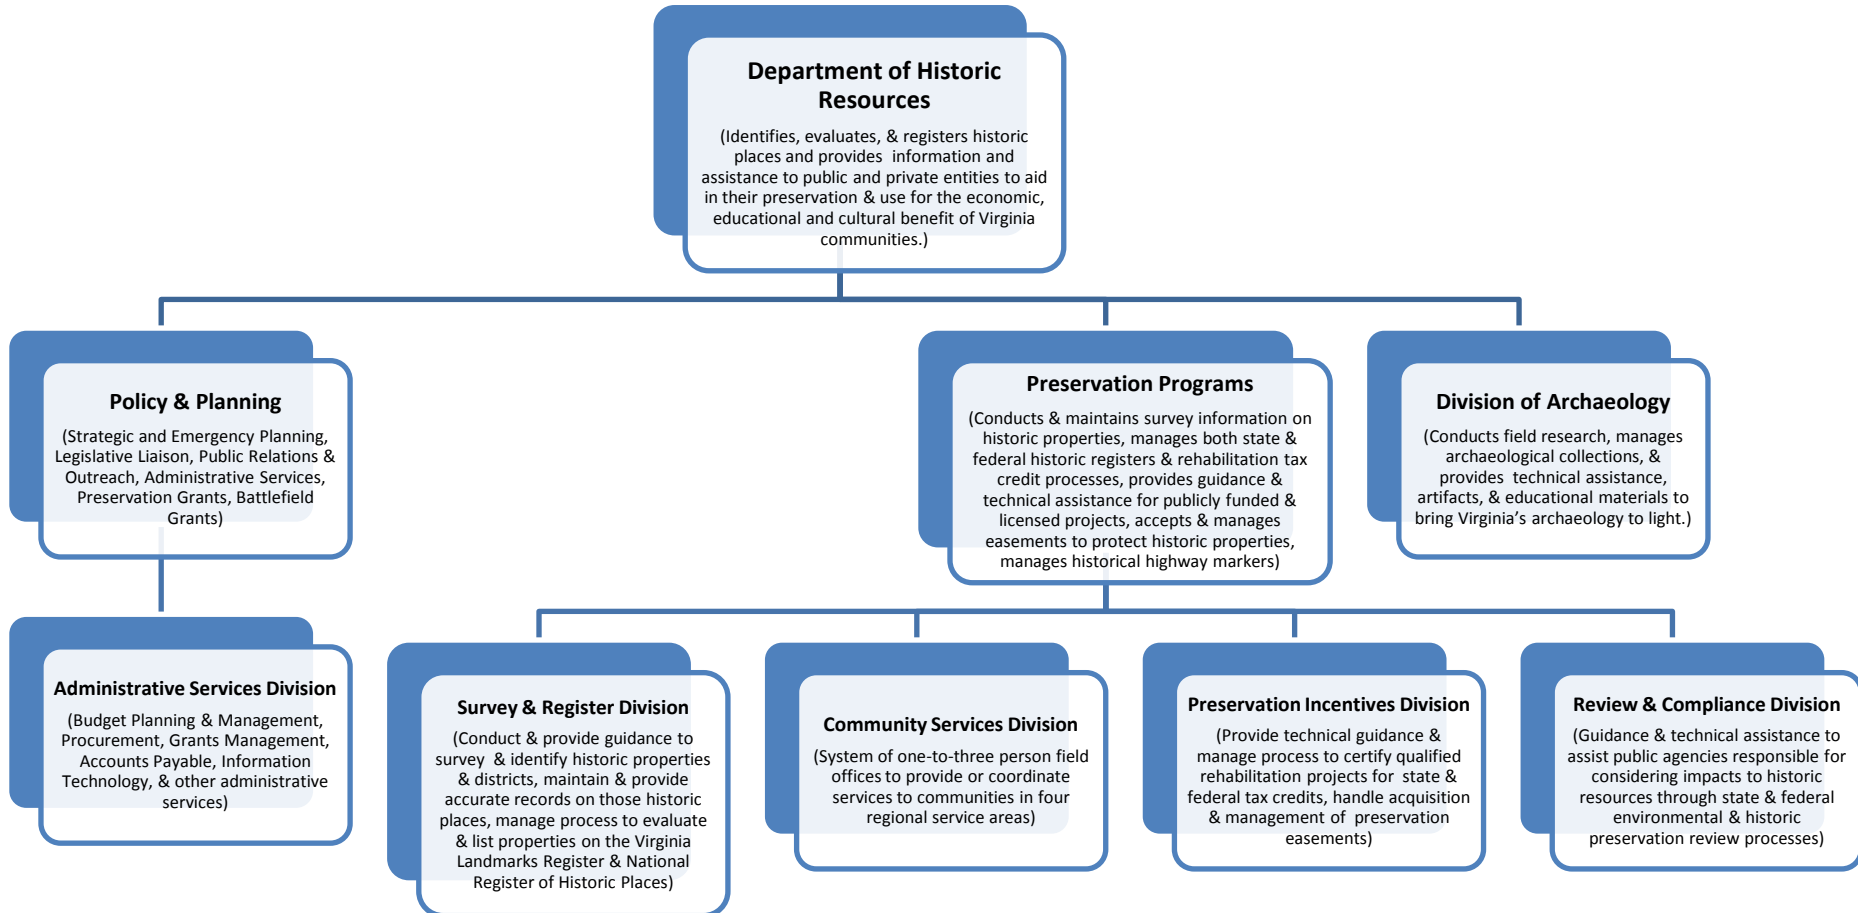 Department of Historic
Resources
(Identifies, evaluates, & registers historic
places and provides  information and
assistance to public and private entities to aid
in their preservation & use for the economic,
educational and cultural benefit of Virginia
communities.)
Policy & Planning
(Strategic and Emergency Planning,
Legislative Liaison, Public Relations &
Outreach, Administrative Services,
Preservation Grants, Battlefield
Grants)
Preservation Programs
(Conducts & maintains survey information on
historic properties, manages both state &
federal historic registers & rehabilitation tax
credit processes, provides guidance &
technical assistance for publicly funded &
licensed projects, accepts & manages
easements to protect historic properties,
manages historical highway markers)
Division of Archaeology
(Conducts field research, manages
archaeological collections, &
provides  technical assistance,
artifacts, & educational materials to
bring Virginia’s archaeology to light.)
Administrative Services Division
(Budget Planning & Management,
Procurement, Grants Management,
Accounts Payable, Information
Technology, & other administrative
services)
Survey & Register Division
(Conduct & provide guidance to
survey  & identify historic properties
& districts, maintain & provide
accurate records on those historic
places, manage process to evaluate
& list properties on the Virginia
Landmarks Register & National
Register of Historic Places)
Community Services Division
(System of one-to-three person field
offices to provide or coordinate
services to communities in four
regional service areas)
Preservation Incentives Division
(Provide technical guidance &
manage process to certify qualified
rehabilitation projects for  state &
federal tax credits, handle acquisition
& management of  preservation
easements)
Review & Compliance Division
(Guidance & technical assistance to
assist public agencies responsible for
considering impacts to historic
resources through state & federal
environmental & historic
preservation review processes)